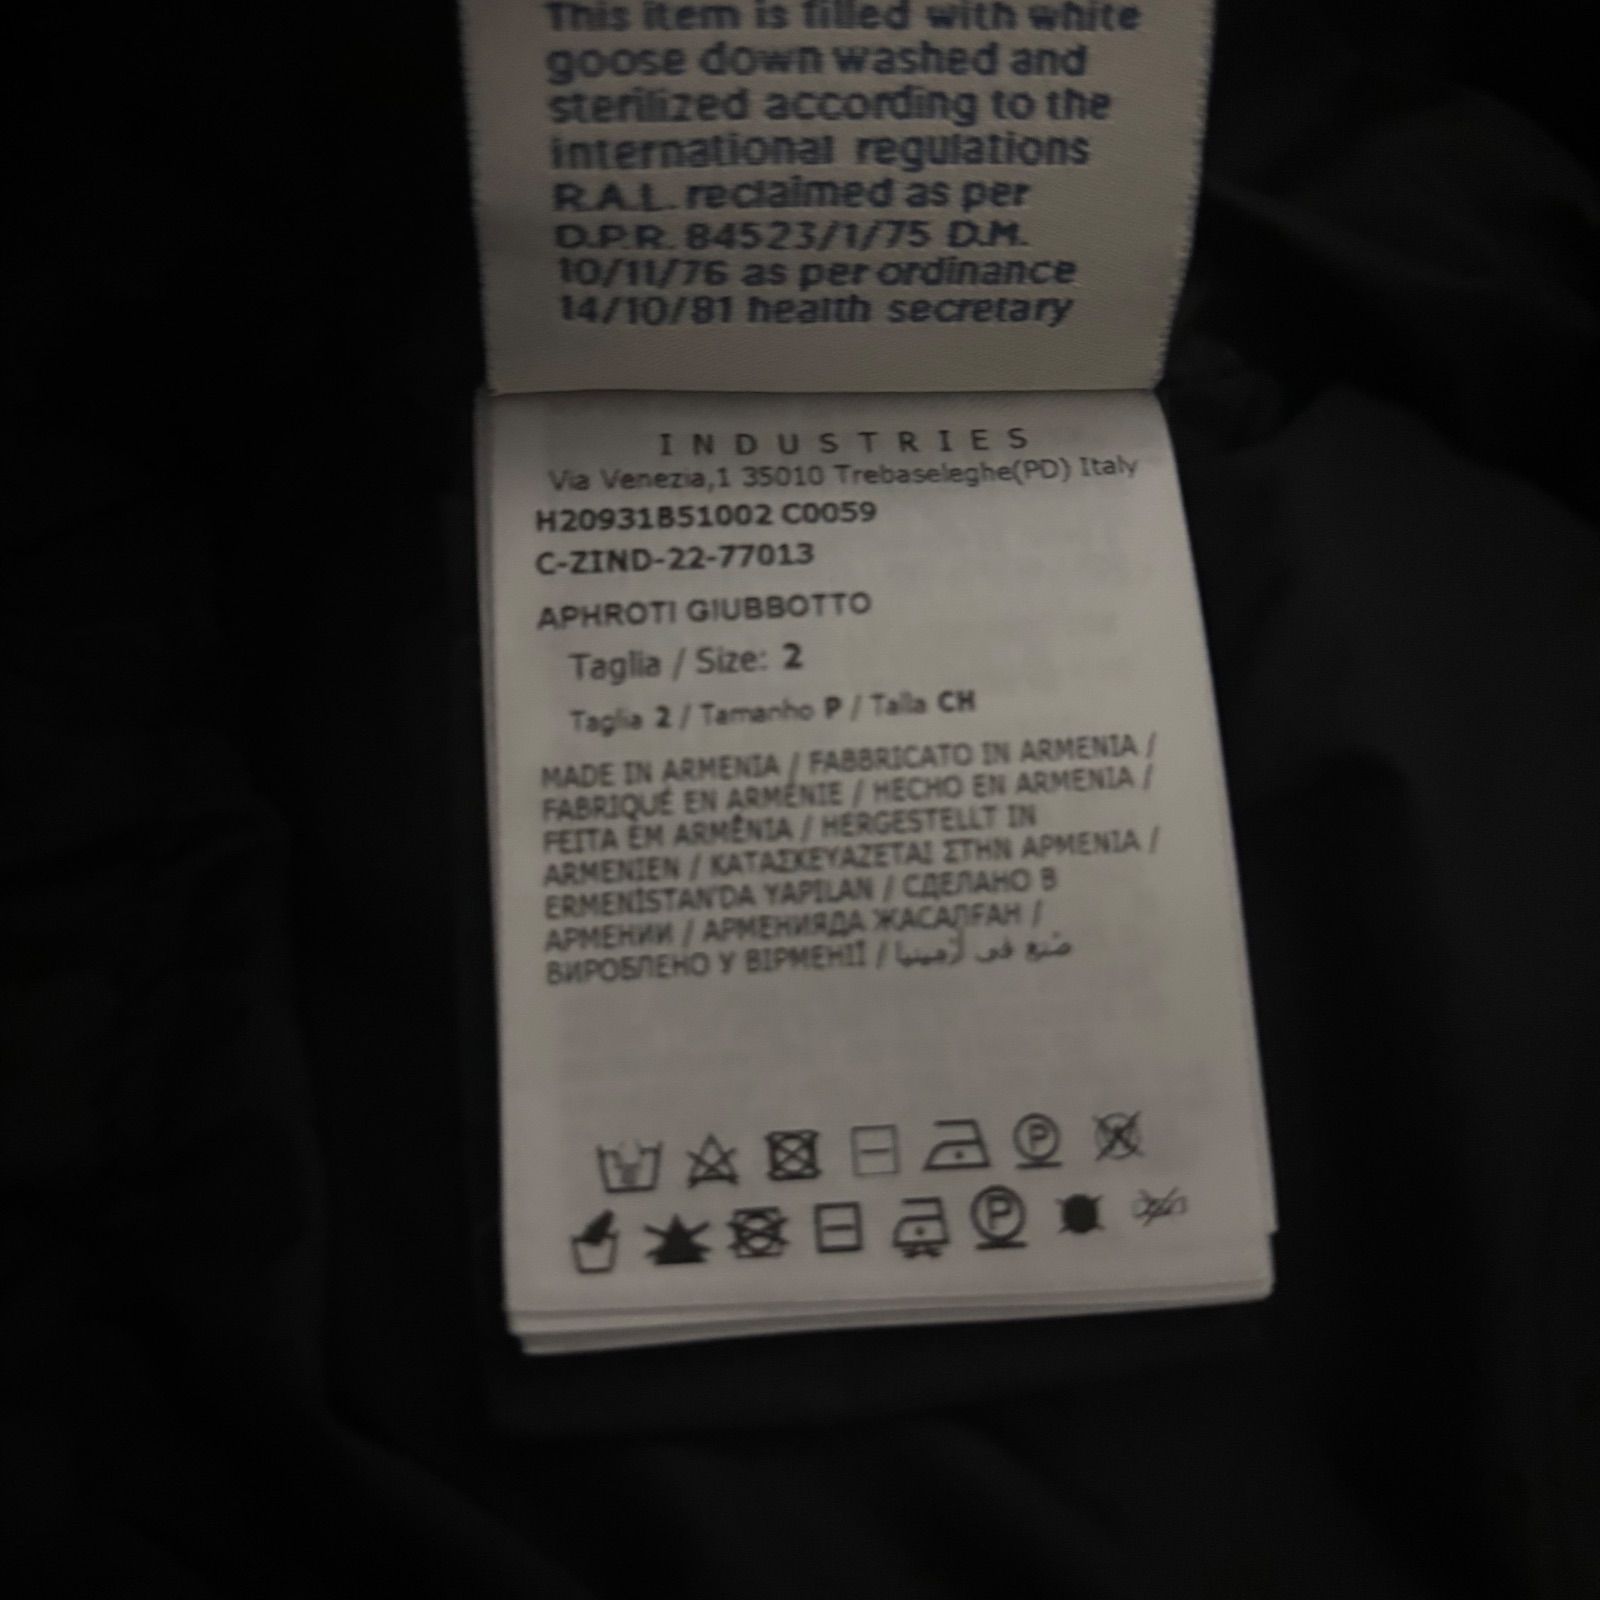 This item is filled with white
goose down washed and
sterilized according to the
international regulations
R.A.L. reclaimed as per
D.P.R. 84523/1/75 D.M.
10/11/76 as per ordinance
14/10/81 health secretary
INDUSTRIES
Via Venezia,1 35010 Trebaseleghe(PD) Italy
H20931B51002 C0059
C-ZIND-22-77013
APHROTI GIUBBOTTO
Taglia / Size: 2
Taglia 2 / Tamanho P / Talla CH
MADE IN ARMENIA / FABBRICATO IN ARMENIA /
FABRIQUÉ EN ARMÉNIE / HECHO EN ARMENIA /
FEITA EM ARMÊNIA / HERGESTELLT IN
ARMENIEN / ΚΑΤΑΣΚΕΥΑΖΕΤΑΙ ΣΤΗΝ ΑΡΜΕΝΙΑ /
ERMENİSTAN'DA YAPILAN / СДЕЛАНО В
АРМЕНИИ / АРМЕНИЯДА ЖАСАЛҒАН /
ВИРОБЛЕНО У ВІРМЕНІЇ / صنع في أرمينيا
P
P